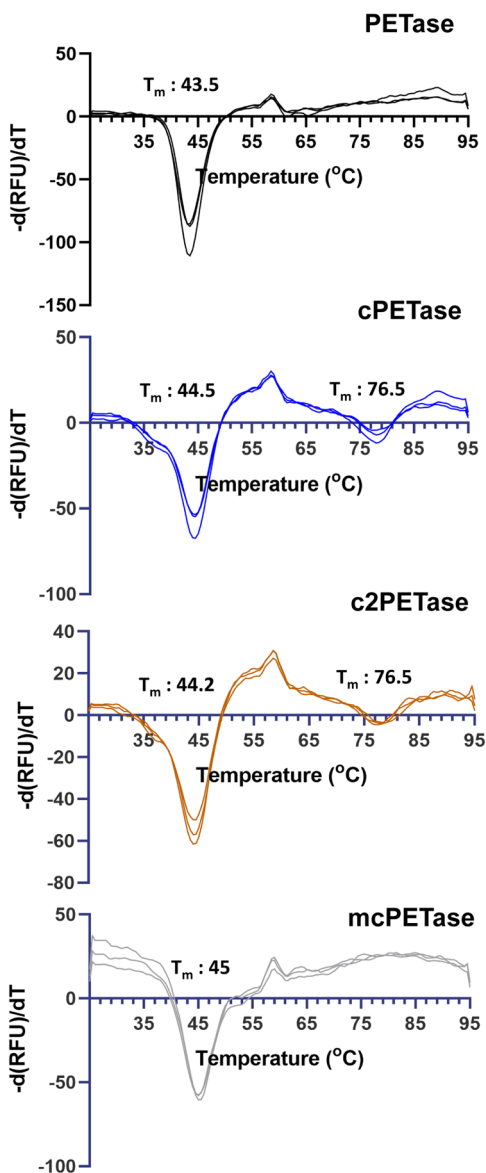 PETase
50
0
-50
-100
-150
-d(RFU)/dT
Tm : 43.5
35 45 55 65 75 85 95
Temperature (oC)
cPETase
50
0
-50
-100
-d(RFU)/dT
Tm : 44.5
Tm : 76.5
35 45 55 65 75 85 95
Temperature (oC)
c2PETase
40
20
0
-20
-40
-60
-80
-d(RFU)/dT
Tm : 44.2
Tm : 76.5
35 45 55 65 75 85 95
Temperature (oC)
mcPETase
50
0
-50
-100
-d(RFU)/dT
Tm : 45
35 45 55 65 75 85 95
Temperature (oC)